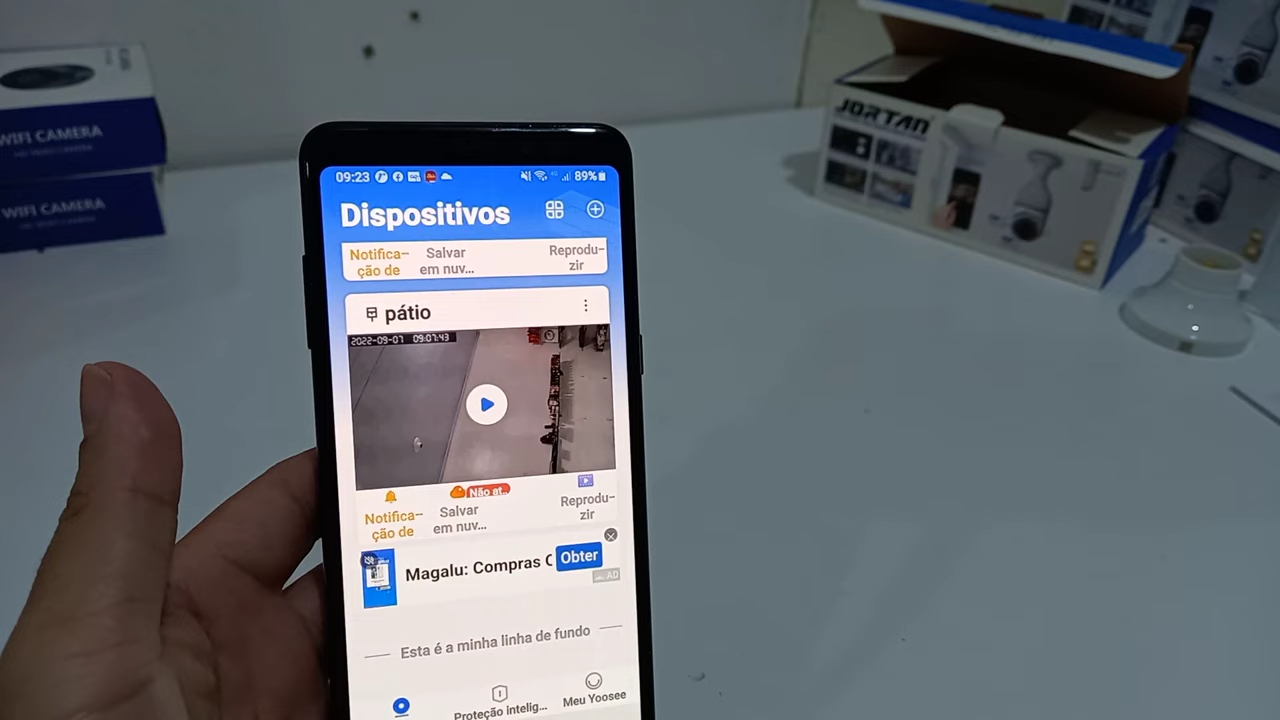 WIFI CAMERA
WIFI CAMERA
JORTAN
09:23
89%
Dispositivos
Notifica-
ção de
Salvar
em nuv...
Reprodu-
zir
pátio
2022-09-07 09:07:43
Não at..
Notifica-
ção de
Salvar
em nuv...
Reprodu-
zir
Magalu: Compras
Obter
AD
Esta é a minha linha de fundo
Proteção intelig...
Meu Yoosee